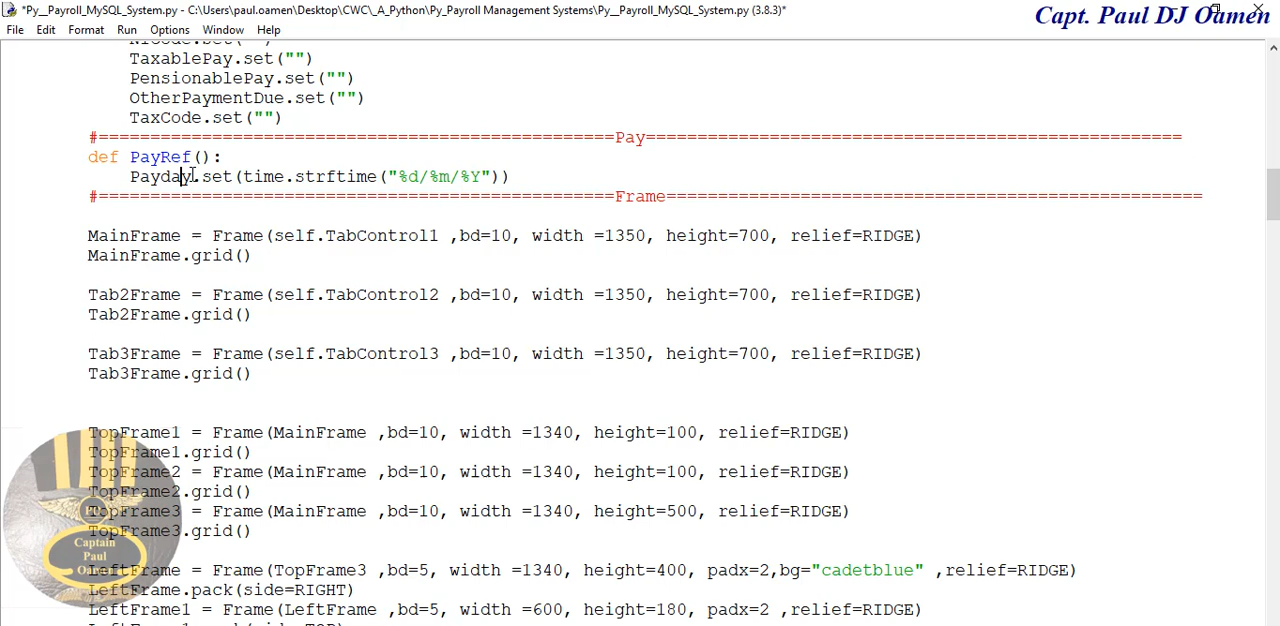 *Py__Payroll_MySQL_System.py - C:\Users\paul.oamen\Desktop\CWC\_A_Python\Py_Payroll Management Systems\Py__Payroll_MySQL_System.py (3.8.3)*
Capt. Paul DJ Oamen
File Edit Format Run Options Window Help
TaxablePay.set("")
PensionablePay.set("")
OtherPaymentDue.set("")
TaxCode.set("")
#==================================================Pay====================================================
def PayRef():
Payday.set(time.strftime("%d/%m/%Y"))
#==================================================Frame====================================================
MainFrame = Frame(self.TabControl1 ,bd=10, width =1350, height=700, relief=RIDGE)
MainFrame.grid()
Tab2Frame = Frame(self.TabControl2 ,bd=10, width =1350, height=700, relief=RIDGE)
Tab2Frame.grid()
Tab3Frame = Frame(self.TabControl3 ,bd=10, width =1350, height=700, relief=RIDGE)
Tab3Frame.grid()
TopFrame1 = Frame(MainFrame ,bd=10, width =1340, height=100, relief=RIDGE)
TopFrame1.grid()
TopFrame2 = Frame(MainFrame ,bd=10, width =1340, height=100, relief=RIDGE)
TopFrame2.grid()
TopFrame3 = Frame(MainFrame ,bd=10, width =1340, height=500, relief=RIDGE)
TopFrame3.grid()
LeftFrame = Frame(TopFrame3 ,bd=5, width =1340, height=400, padx=2,bg="cadetblue" ,relief=RIDGE)
LeftFrame.pack(side=RIGHT)
LeftFrame1 = Frame(LeftFrame ,bd=5, width =600, height=180, padx=2 ,relief=RIDGE)
Captain
Paul